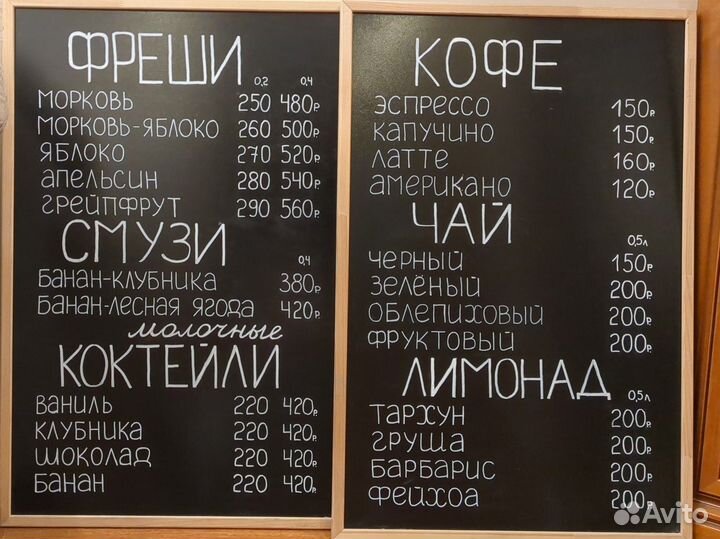 ФРЕШИ
0,2 0,4
МОРКОВЬ 250 480р.
МОРКОВЬ-ЯБЛОКО 260 500р.
ЯБЛОКО 270 520р.
АПЕЛЬСИН 280 540р.
ГРЕЙПФРУТ 290 560р.
СМУЗИ
0,4
БАНАН-КЛУБНИКА 380р.
БАНАН-ЛЕСНАЯ ЯГОДА 420р.
молочные
КОКТЕЙЛИ
ВАНИЛЬ 220 420р.
КЛУБНИКА 220 420р.
ШОКОЛАД 220 420р.
БАНАН 220 420р.
КОФЕ
ЭСПРЕССО 150р.
КАПУЧИНО 150р.
ЛАТТЕ 160р.
АМЕРИКАНО 120р.
ЧАЙ
0,5л
ЧЕРНЫЙ 150р.
ЗЕЛЁНЫЙ 200р.
ОБЛЕПИХОВЫЙ 200р.
ФРУКТОВЫЙ 200р.
ЛИМОНАД
0,5л
ТАРХУН 200р.
ГРУША 200р.
БАРБАРИС 200р.
ФЕЙХОА 200р.
Avito